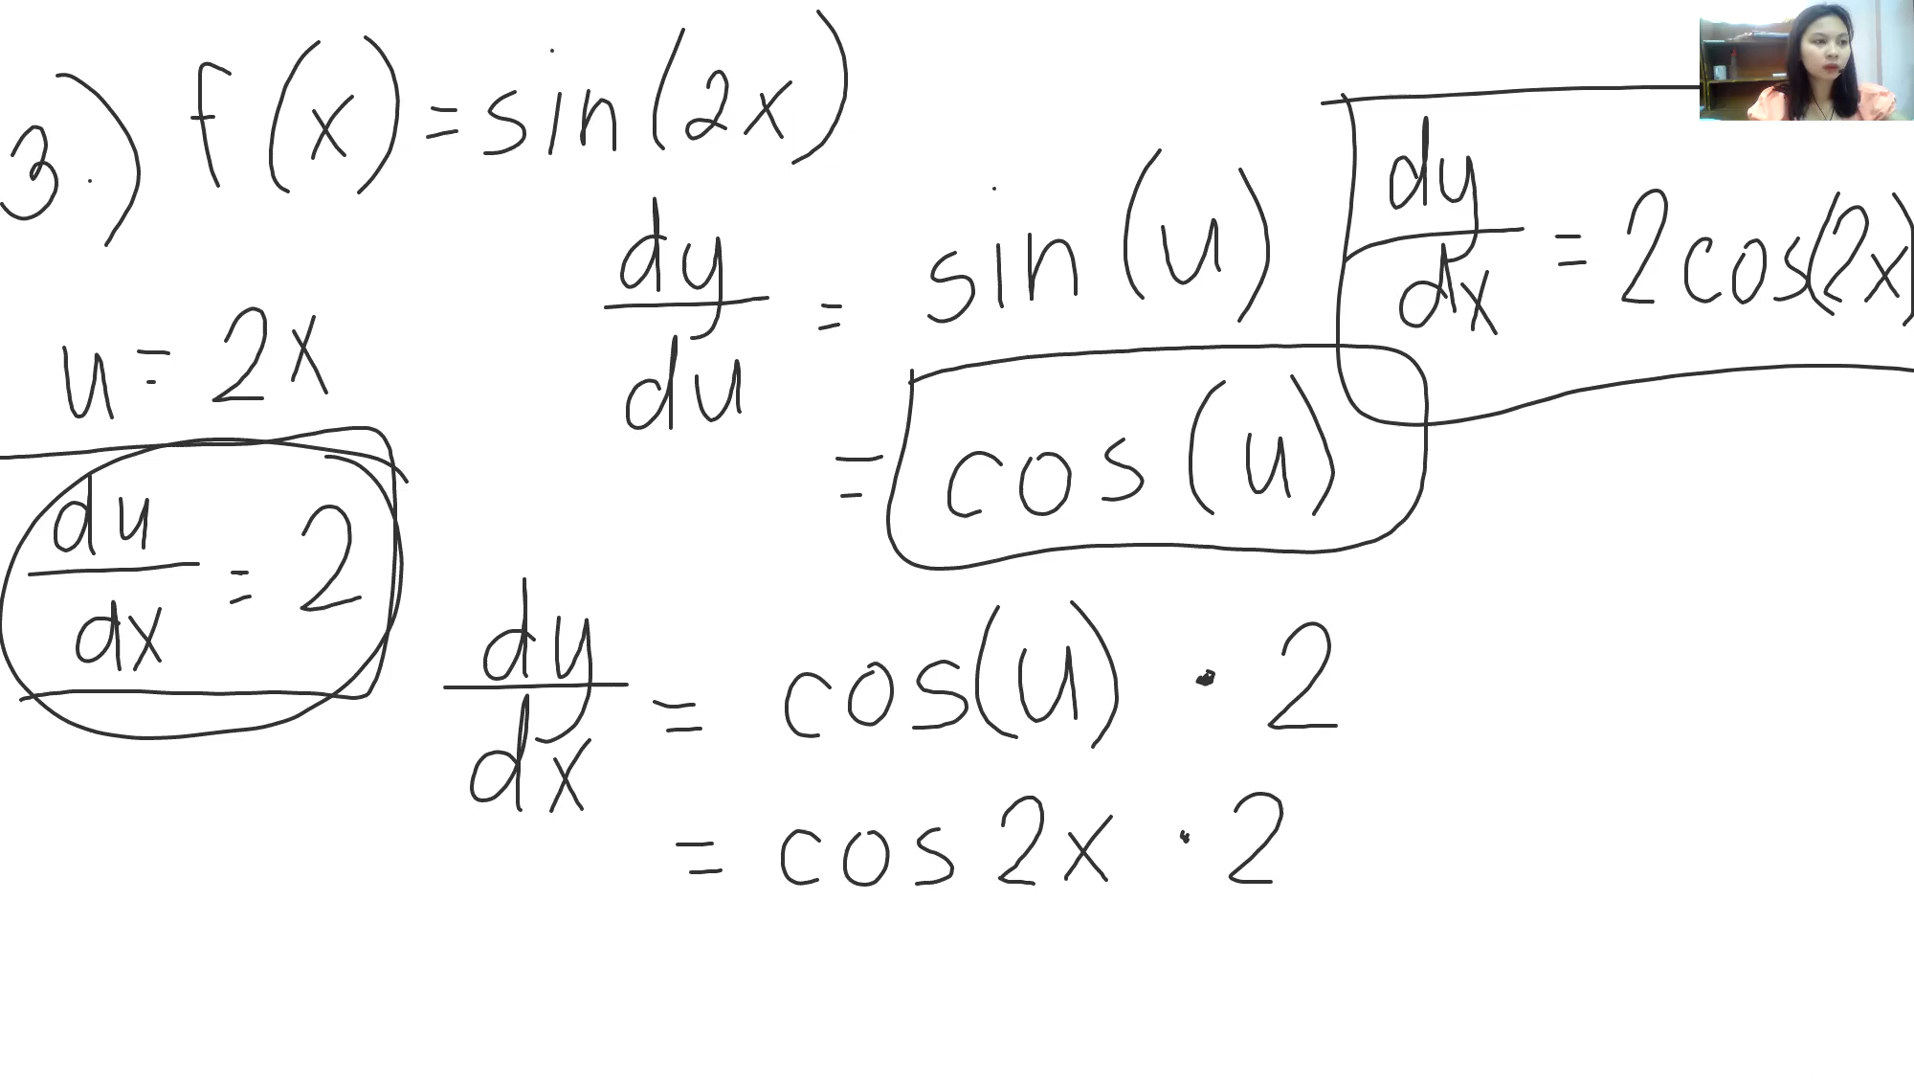 3.) f(x) = sin(2x)
u = 2x
du/dx = 2
dy/du = sin(u)
= cos(u)
dy/dx = cos(u) · 2
= cos 2x · 2
dy/dx = 2cos(2x)